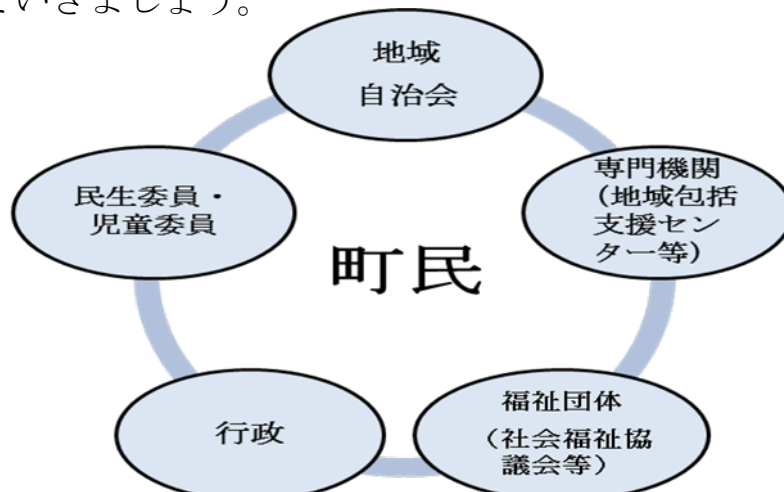 ていきましょう。
地域
自治会
専門機関
（地域包括
支援セン
ター等）
民生委員・
児童委員
町民
福祉団体
（社会福祉協
議会等）
行政